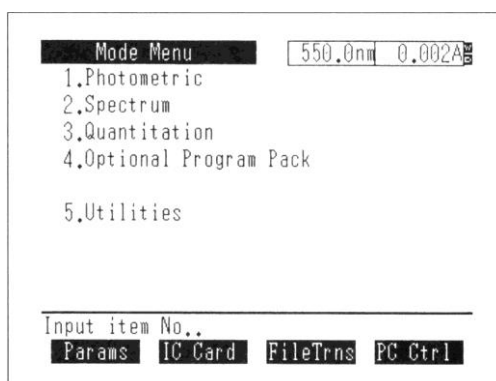 Mode Menu 550.0nm 0.002A
1.Photometric
2.Spectrum
3.Quantitation
4.Optional Program Pack
5.Utilities
Input item No..
Params IC Card FileTrns PC Ctrl